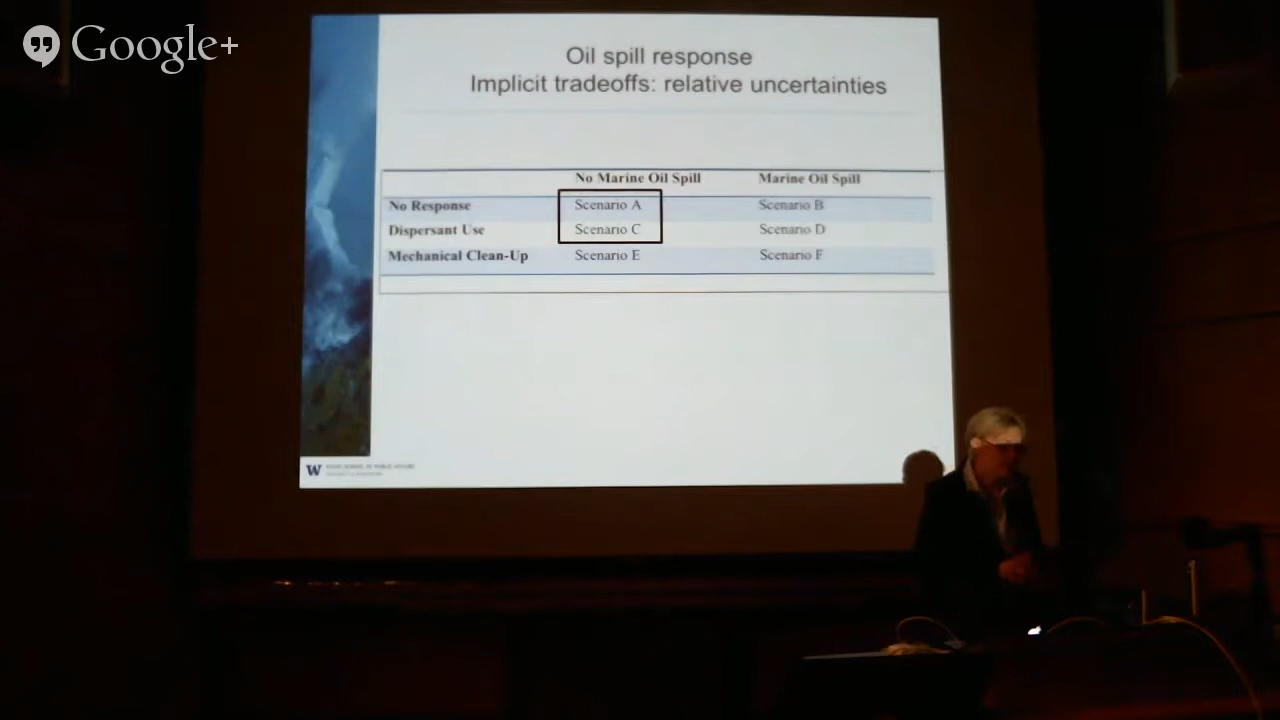 Google+
Oil spill response
Implicit tradeoffs: relative uncertainties
No Marine Oil Spill Marine Oil Spill
No Response Scenario A Scenario B
Dispersant Use Scenario C Scenario D
Mechanical Clean-Up Scenario E Scenario F
W